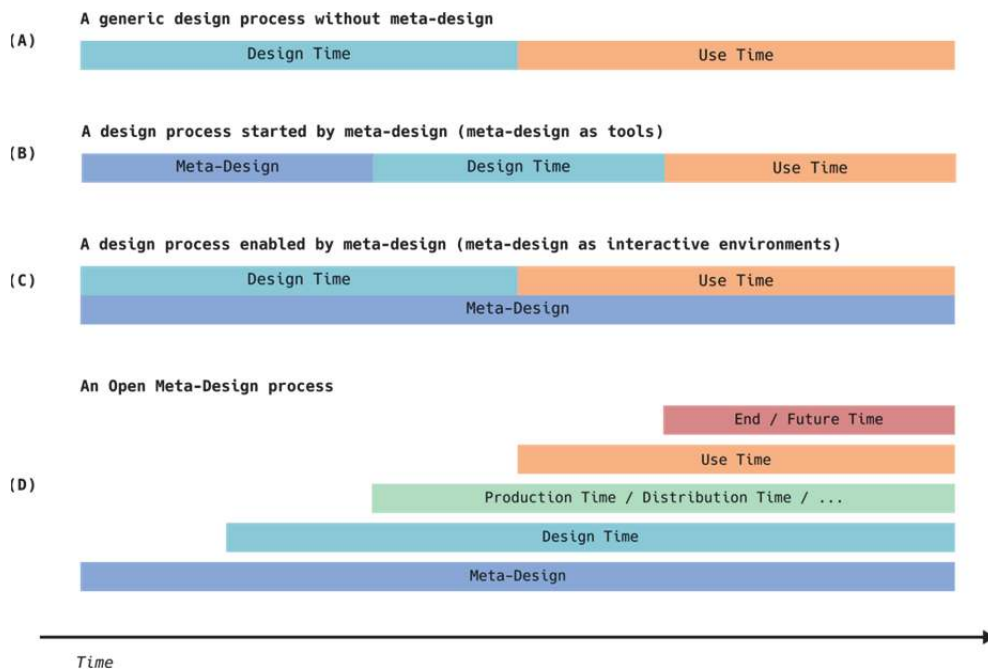 A generic design process without meta-design
(A)
Design Time Use Time
A design process started by meta-design (meta-design as tools)
(B)
Meta-Design Design Time Use Time
A design process enabled by meta-design (meta-design as interactive environments)
(C)
Design Time Use Time
Meta-Design
An Open Meta-Design process
End / Future Time
Use Time
(D)
Production Time / Distribution Time / ...
Design Time
Meta-Design
Time